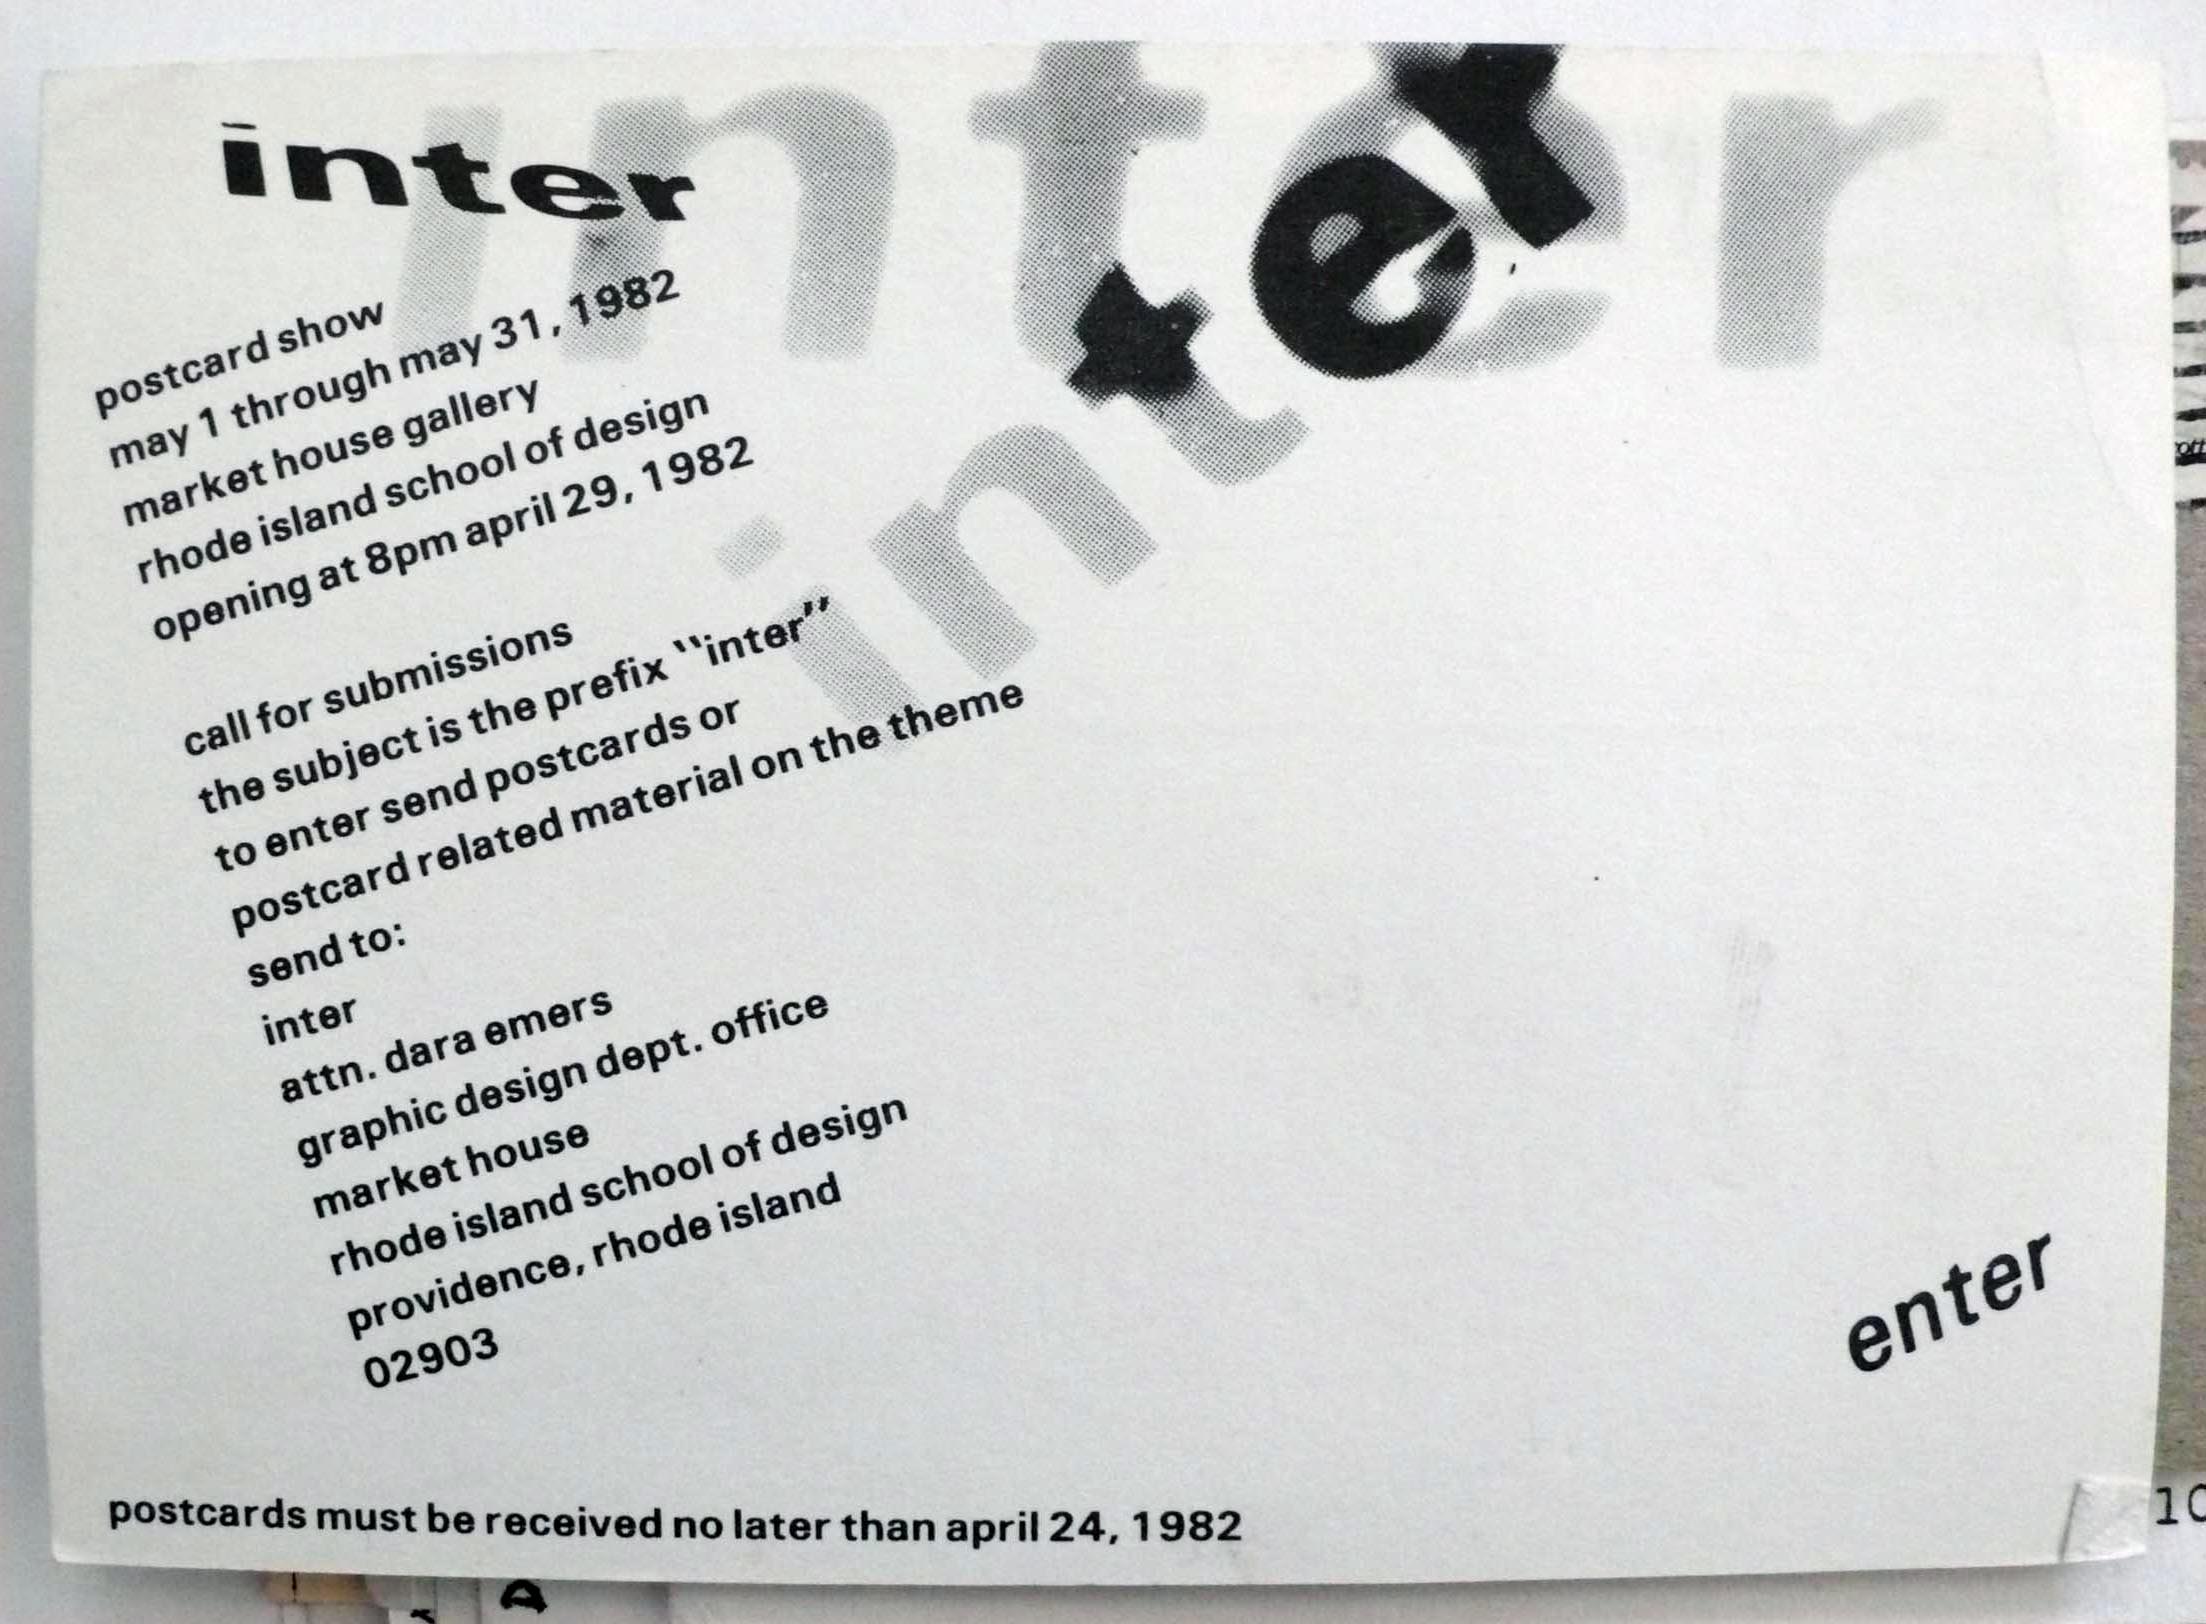 inter
inter
inter
postcard show
may 1 through may 31, 1982
market house gallery
rhode island school of design
opening at 8pm april 29, 1982
call for submissions
the subject is the prefix "inter"
to enter send postcards or
postcard related material on the theme
send to:
inter
attn. dara emers
graphic design dept. office
market house
rhode island school of design
providence, rhode island
02903
enter
postcards must be received no later than april 24, 1982
10
A